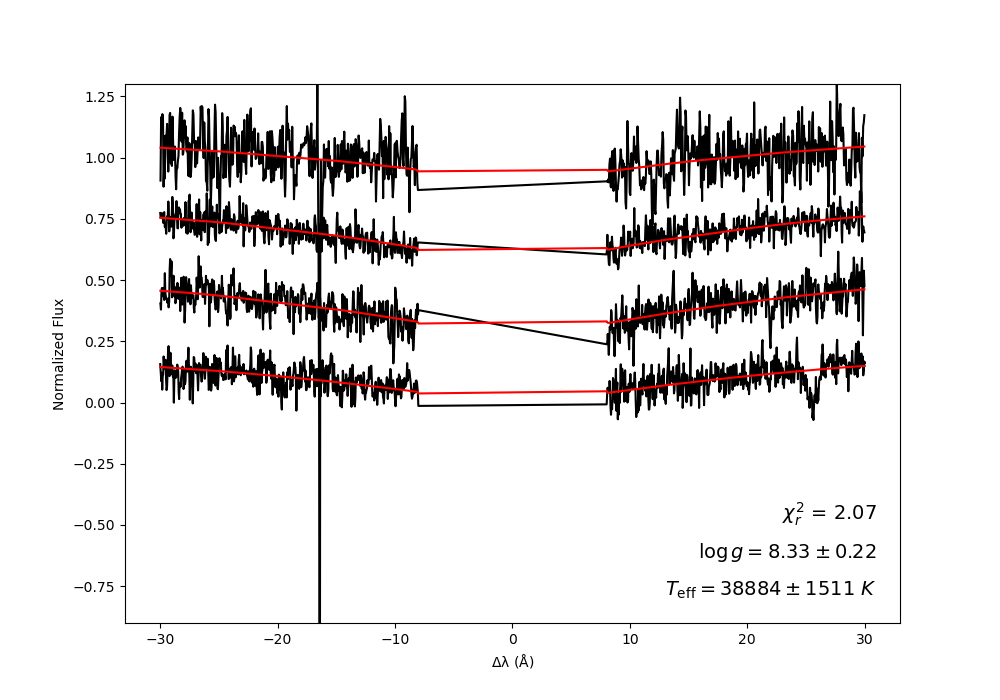 1.25
1.00
0.75
0.50
0.25
0.00
−0.25
−0.50
−0.75
Normalized Flux
χ²ᵣ = 2.07
log g = 8.33 ± 0.22
T_eff = 38884 ± 1511 K
−30 −20 −10 0 10 20 30
Δλ (Å)